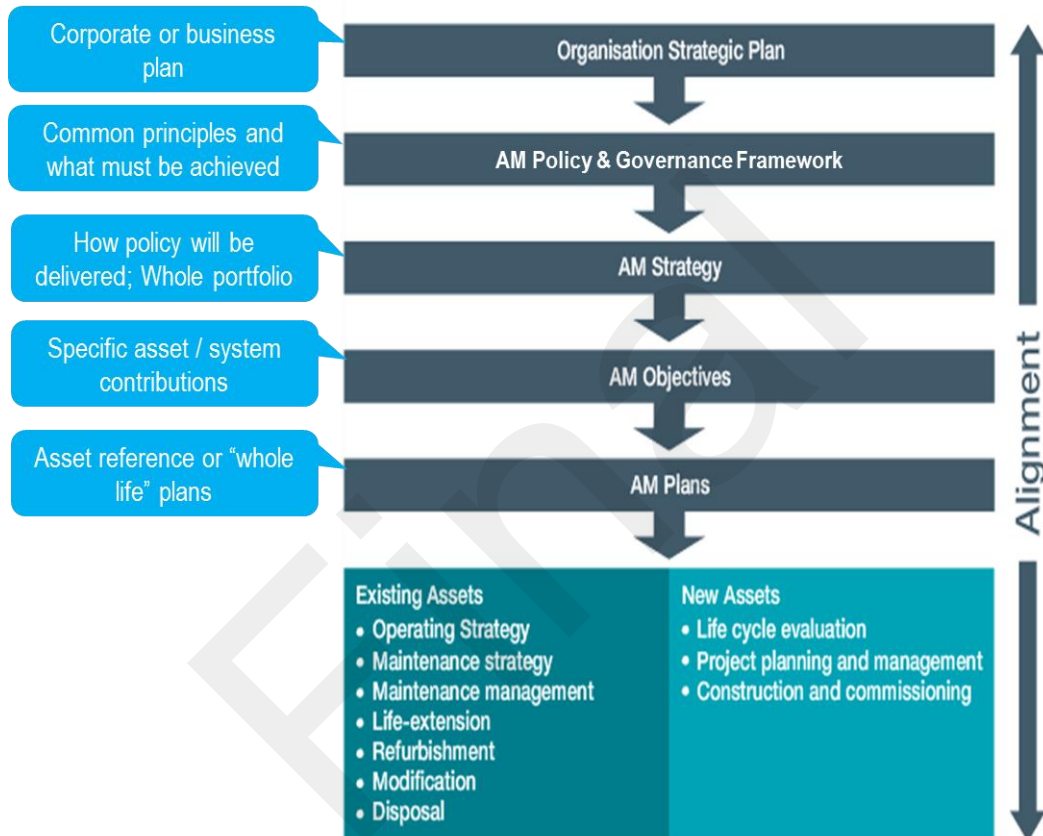 Corporate or business
plan
Organisation Strategic Plan
Common principles and
what must be achieved
AM Policy & Governance Framework
How policy will be
delivered; Whole portfolio
AM Strategy
Specific asset / system
contributions
AM Objectives
Asset reference or “whole
life” plans
AM Plans
Alignment
Existing Assets
• Operating Strategy
• Maintenance strategy
• Maintenance management
• Life-extension
• Refurbishment
• Modification
• Disposal
New Assets
• Life cycle evaluation
• Project planning and management
• Construction and commissioning
Final